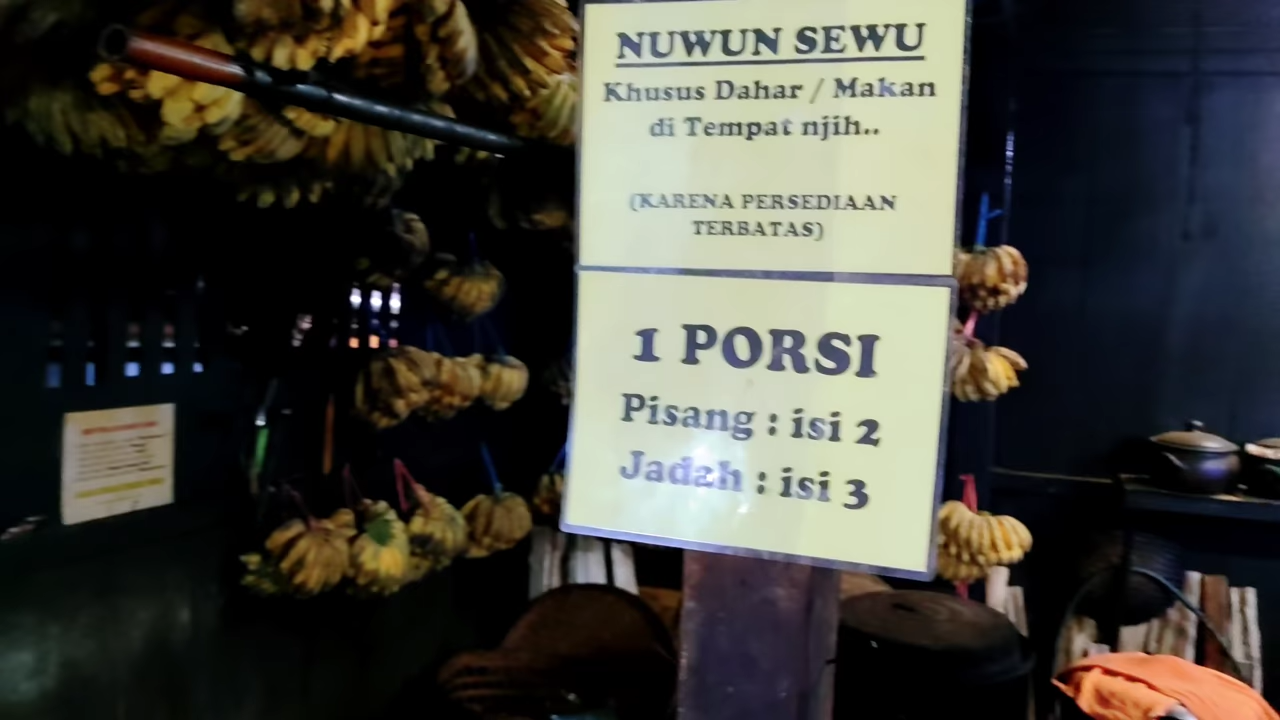 NUWUN SEWU
Khusus Dahar / Makan
di Tempat njih..
(KARENA PERSEDIAAN
TERBATAS)
1 PORSI
Pisang : isi 2
Jadah : isi 3